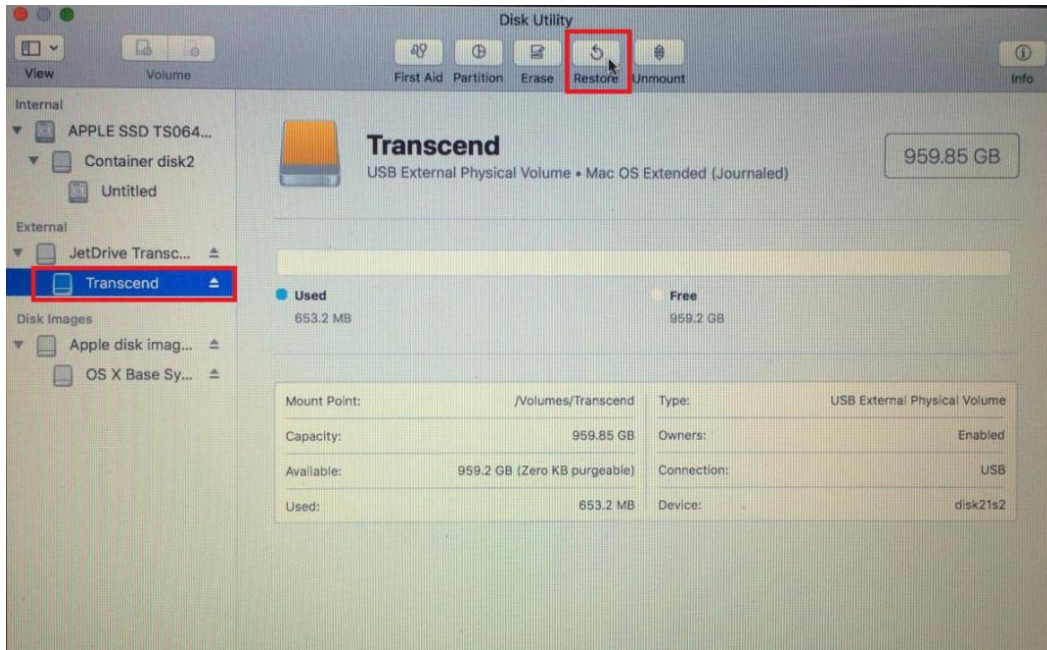 Disk Utility
View
Volume
First Aid
Partition
Erase
Restore
Unmount
Info
Internal
APPLE SSD TS064...
Container disk2
Untitled
External
JetDrive Transc...
Transcend
Disk Images
Apple disk imag...
OS X Base Sy...
Transcend
USB External Physical Volume • Mac OS Extended (Journaled)
959.85 GB
Used
653.2 MB
Free
959.2 GB
Mount Point: /Volumes/Transcend
Capacity: 959.85 GB
Available: 959.2 GB (Zero KB purgeable)
Used: 653.2 MB
Type: USB External Physical Volume
Owners: Enabled
Connection: USB
Device: disk21s2